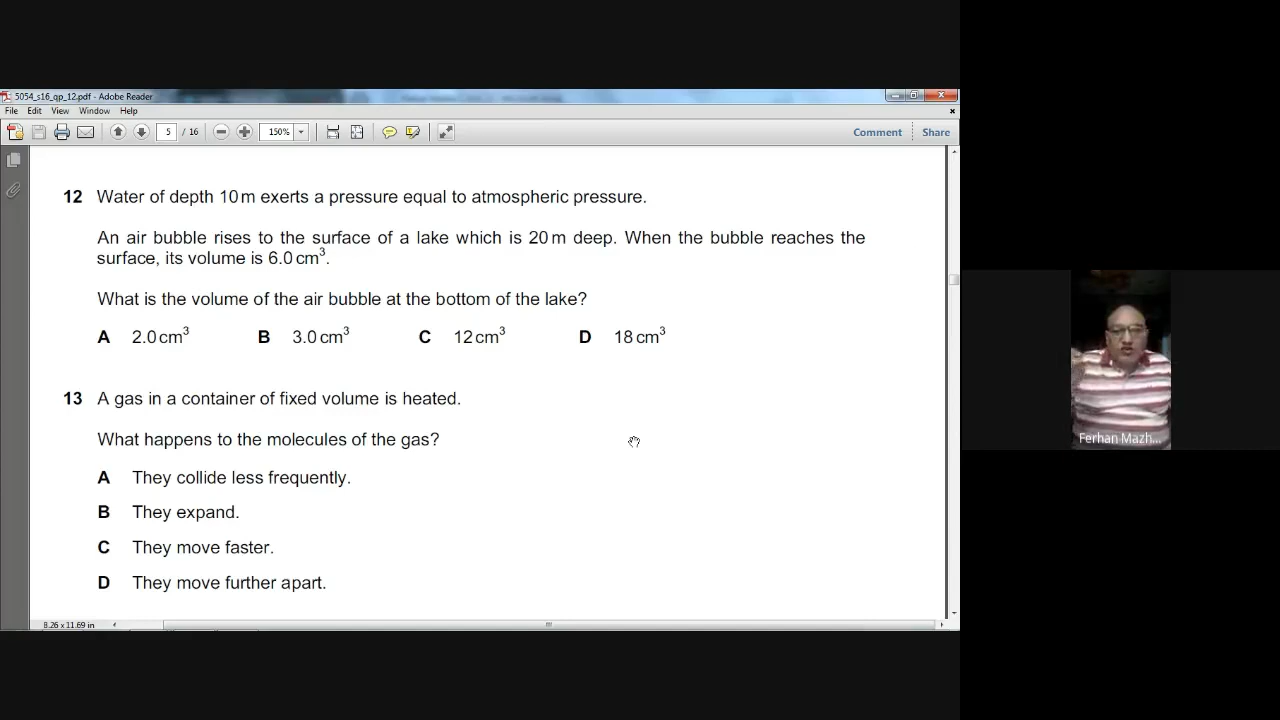 5054_s16_qp_12.pdf - Adobe Reader
File Edit View Window Help
5 / 16 150% Comment Share
12 Water of depth 10 m exerts a pressure equal to atmospheric pressure.
An air bubble rises to the surface of a lake which is 20 m deep. When the bubble reaches the
surface, its volume is 6.0 cm³.
What is the volume of the air bubble at the bottom of the lake?
A 2.0 cm³ B 3.0 cm³ C 12 cm³ D 18 cm³
13 A gas in a container of fixed volume is heated.
What happens to the molecules of the gas?
A They collide less frequently.
B They expand.
C They move faster.
D They move further apart.
8.26 x 11.69 in
Ferhan Mazh...